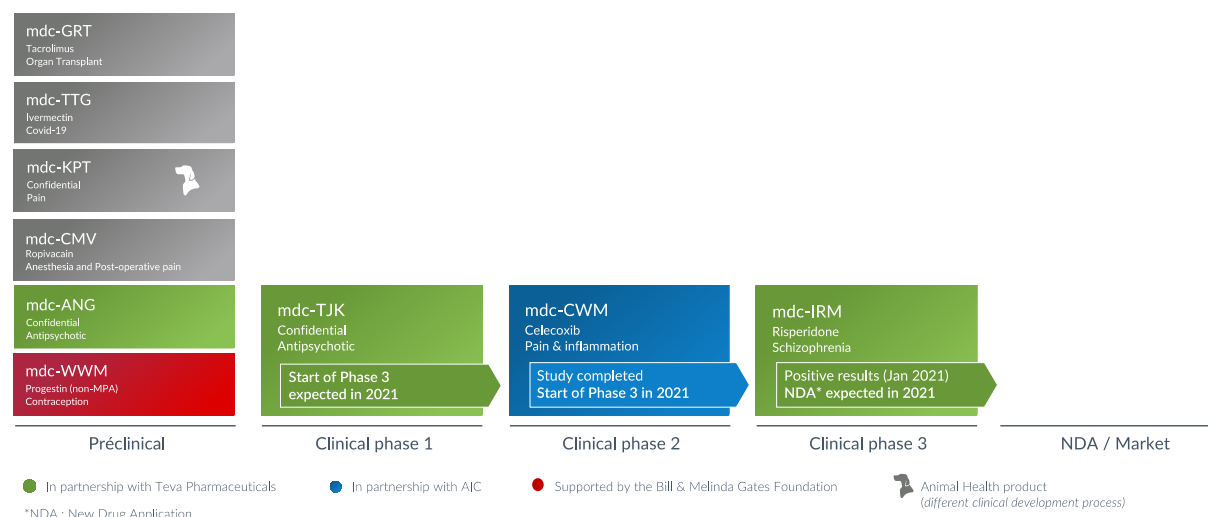 mdc-GRT
Tacrolimus
Organ Transplant
mdc-TTG
Ivermectin
Covid-19
mdc-KPT
Confidential
Pain
mdc-CMV
Ropivacain
Anesthesia and Post-operative pain
mdc-ANG
Confidential
Antipsychotic
mdc-WWM
Progestin (non-MPA)
Contraception
Préclinical
mdc-TJK
Confidential
Antipsychotic
Start of Phase 3
expected in 2021
Clinical phase 1
mdc-CWM
Celecoxib
Pain & inflammation
Study completed
Start of Phase 3 in 2021
Clinical phase 2
mdc-IRM
Risperidone
Schizophrenia
Positive results (Jan 2021)
NDA* expected in 2021
Clinical phase 3
NDA / Market
In partnership with Teva Pharmaceuticals
In partnership with AIC
Supported by the Bill & Melinda Gates Foundation
Animal Health product
(different clinical development process)
*NDA : New Drug Application